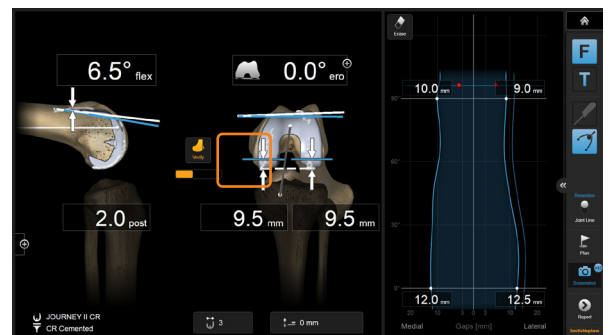 Erase
6.5° flex
0.0° ero
F
T
10.0 mm
9.0 mm
90°
60°
30°
0°
Verify
2.0 post
9.5 mm
9.5 mm
12.0 mm
12.5 mm
20
10
0
10
20
Medial
Gaps [mm]
Lateral
JOURNEY II CR
CR Cemented
3
0 mm
Resection
Joint Line
Plan
Screenshot
Report
Smith&Nephew